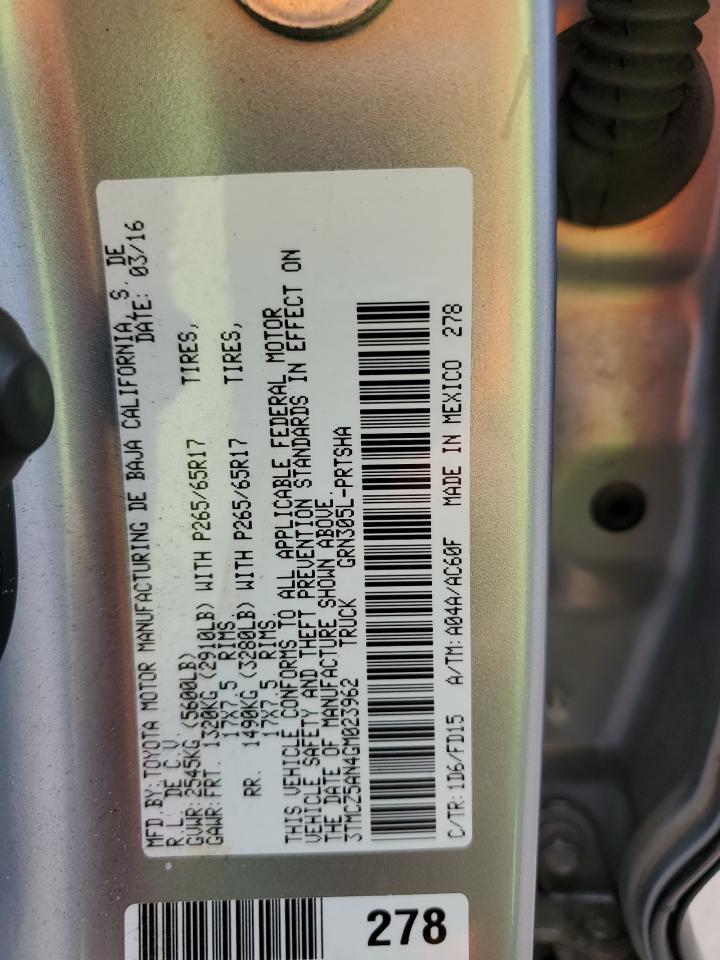 MFD.BY:TOYOTA MOTOR MANUFACTURING DE BAJA CALIFORNIA, S. DE
R.L. DE C.V. DATE: 03/16
GVWR:2545KG (5600LB)
GAWR:FRT. 1320KG (2910LB) WITH P265/65R17 TIRES,
17X7.5 RIMS.
RR. 1490KG (3280LB) WITH P265/65R17 TIRES,
17X7.5 RIMS.
THIS VEHICLE CONFORMS TO ALL APPLICABLE FEDERAL MOTOR
VEHICLE SAFETY AND THEFT PREVENTION STANDARDS IN EFFECT ON
THE DATE OF MANUFACTURE SHOWN ABOVE.
3TMCZ5AN4GM023962 TRUCK GRN305L-PRTSHA
C/TR:1D6/FD15 A/TM:A04A/AC60F MADE IN MEXICO 278
278